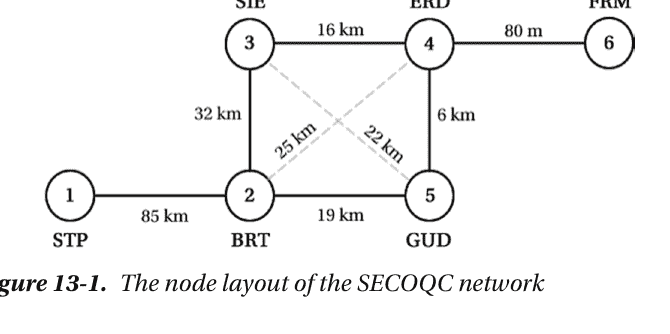 SIE ERD FRM
16 km 80 m
3 4 6
32 km 6 km
25 km 22 km
1 2 5
85 km 19 km
STP BRT GUD
gure 13-1. The node layout of the SECOQC network